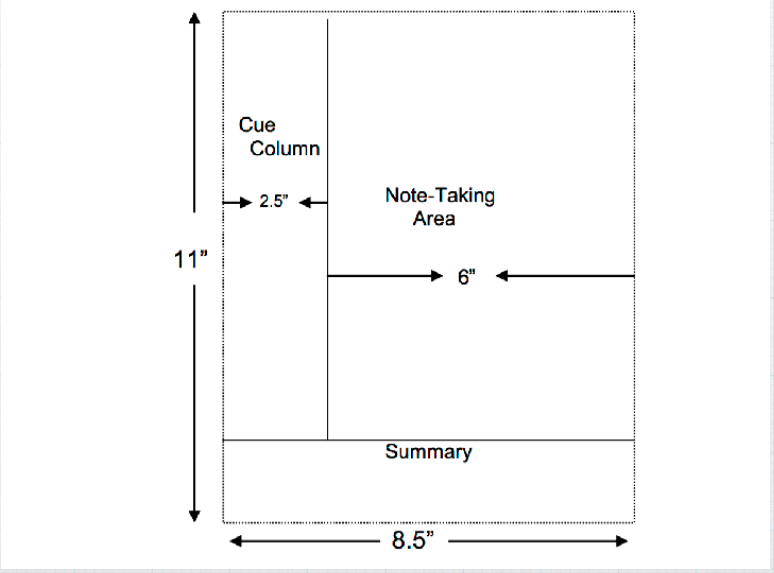 Cue
Column
2.5”
Note-Taking
Area
11”
6”
Summary
8.5”